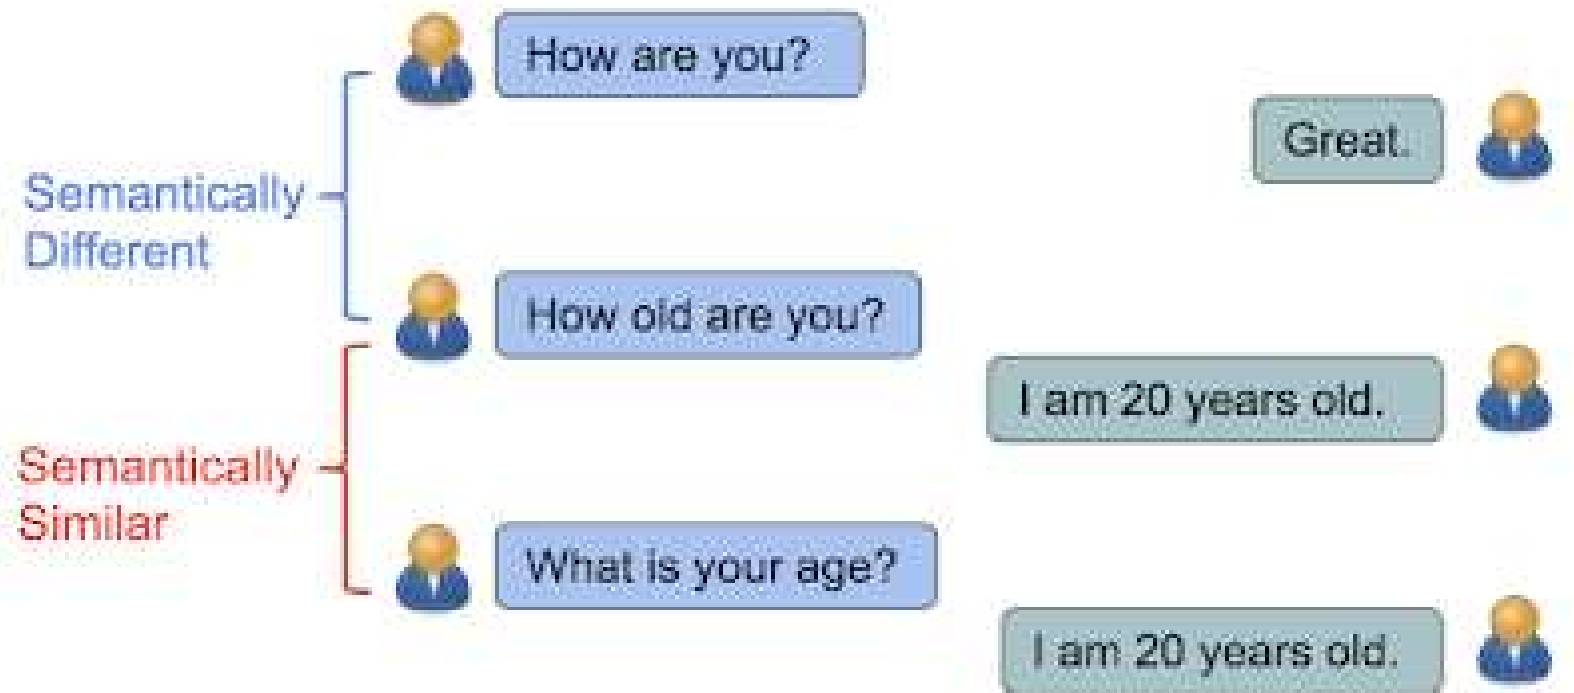 How are you?
Great.
Semantically
Different
How old are you?
I am 20 years old.
Semantically
Similar
What is your age?
I am 20 years old.